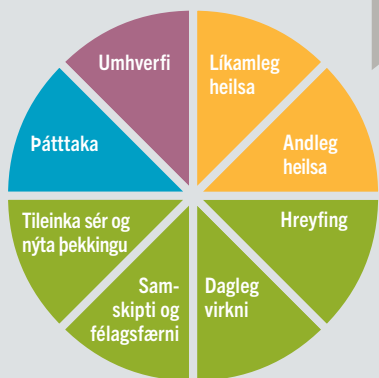 Umhverfi
Líkamleg
heilsa
Andleg
heilsa
Hreyfing
Dagleg
virkni
Sam-
skipti og
félagsfærni
Tileinka sér og
nýta þekkingu
Þátttaka